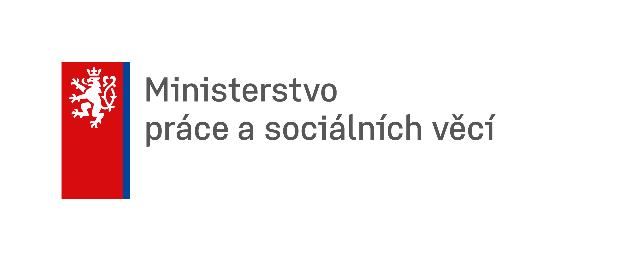 Ministerstvo
práce a sociálních věcí